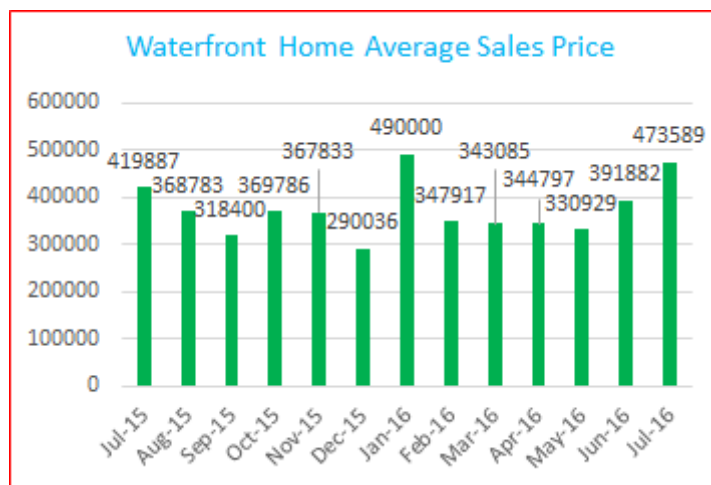 Waterfront Home Average Sales Price
600000
500000
400000
300000
200000
100000
0
419887
368783
318400
369786
367833
290036
490000
347917
343085
344797
330929
391882
473589
Jul-15
Aug-15
Sep-15
Oct-15
Nov-15
Dec-15
Jan-16
Feb-16
Mar-16
Apr-16
May-16
Jun-16
Jul-16